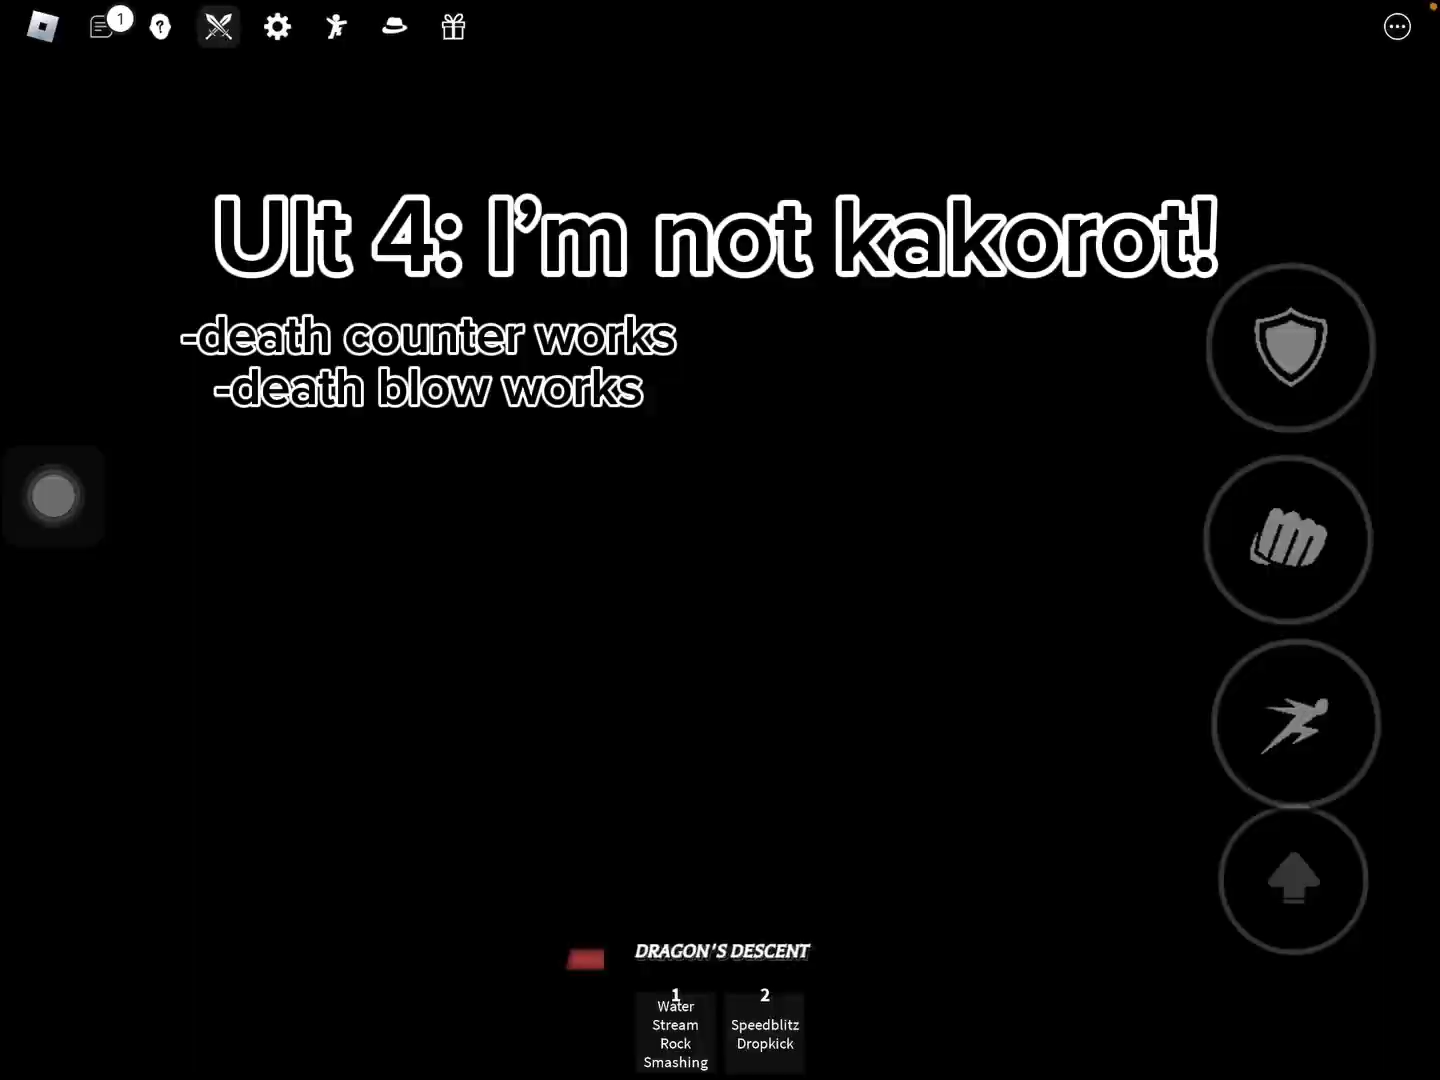 1
?
Ult 4: I'm not kakorot!
-death counter works
-death blow works
DRAGON'S DESCENT
1
Water
Stream
Rock
Smashing
2
Speedblitz
Dropkick